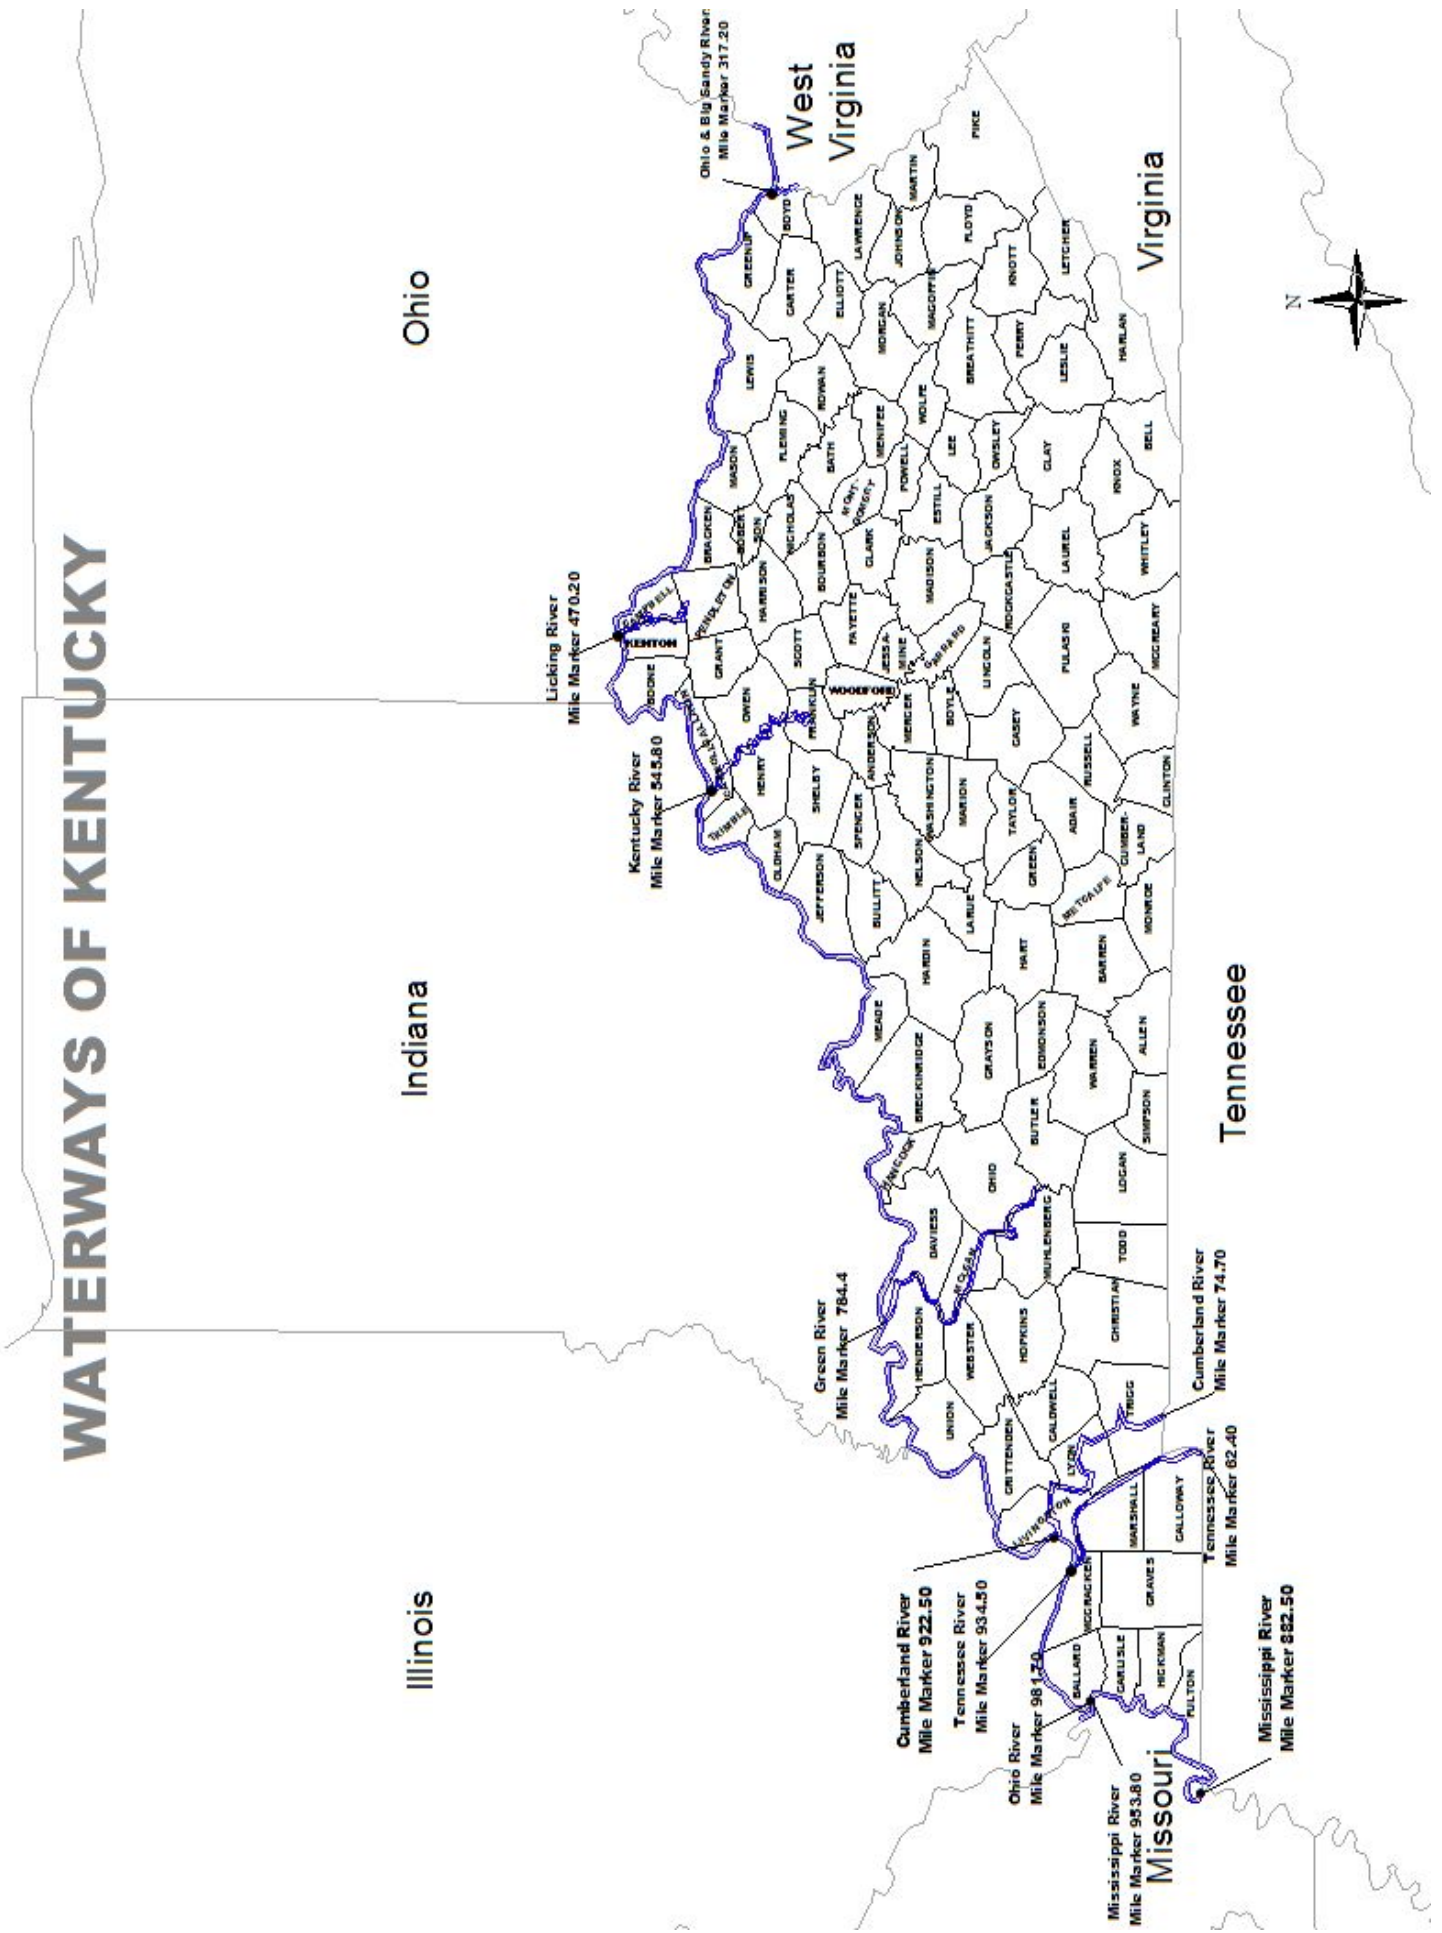 WATERWAYS OF KENTUCKY
Illinois
Indiana
Ohio
West
Virginia
Virginia
Tennessee
Missouri
N
Ohio & Big Sandy River
Mile Marker 317.20
Licking River
Mile Marker 470.20
Kentucky River
Mile Marker 545.80
Green River
Mile Marker 784.4
Cumberland River
Mile Marker 922.50
Tennessee River
Mile Marker 934.50
Ohio River
Mile Marker 981.70
Mississippi River
Mile Marker 953.80
Mississippi River
Mile Marker 882.50
Tennessee River
Mile Marker 62.40
Cumberland River
Mile Marker 74.70
CAMPBELL
KENTON
BOONE
PENDLETON
GRANT
BRACKEN
ROBERT
SON
MASON
LEWIS
GREENUP
BOYD
CARTER
FLEMING
NICHOLAS
HARRISON
OWEN
TRIMBLE
HENRY
OLDHAM
JEFFERSON
SHELBY
FRANKLIN
SCOTT
BOURBON
BATH
ROWAN
ELLIOTT
LAWRENCE
MARTIN
JOHNSON
MORGAN
MENIFEE
MONT-
GOMERY
CLARK
FAYETTE
WOODFORD
ANDERSON
SPENCER
BULLITT
MEADE
HANCOCK
BRECKINRIDGE
HARDIN
NELSON
WASHINGTON
MERCER
JESSA-
MINE
MADISON
ESTILL
POWELL
WOLFE
MAGOFFIN
FLOYD
PIKE
KNOTT
BREATHITT
LEE
OWSLEY
JACKSON
ROCKCASTLE
GARRARD
LINCOLN
BOYLE
MARION
LARUE
GRAYSON
OHIO
DAVIESS
HENDERSON
UNION
WEBSTER
MCLEAN
CRITTENDEN
LIVINGSTON
HOPKINS
MUHLENBERG
BUTLER
EDMONSON
HART
GREEN
TAYLOR
CASEY
PULASKI
LAUREL
CLAY
LESLIE
PERRY
LETCHER
HARLAN
BELL
KNOX
WHITLEY
MCCREARY
WAYNE
RUSSELL
ADAIR
CLINTON
CUMBER-
LAND
METCALFE
MONROE
BARREN
ALLEN
WARREN
SIMPSON
LOGAN
TODD
CHRISTIAN
CALDWELL
LYON
TRIGG
MARSHALL
CALLOWAY
GRAVES
MCCRACKEN
BALLARD
CARLISLE
HICKMAN
FULTON